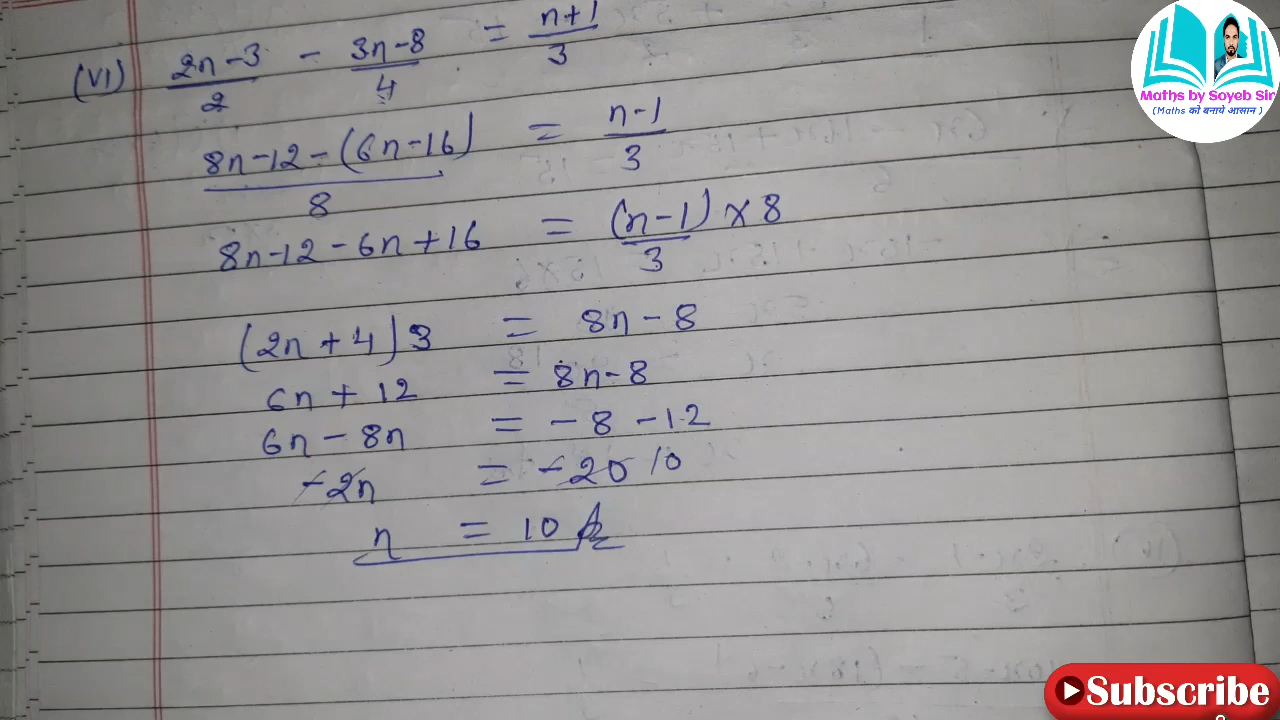 (VI) (2n-3)/2 - (3n-8)/4 = (n+1)/3
(8n-12-(6n-16))/8 = (n-1)/3
8n-12-6n+16 = (n-1)/3 × 8
(2n+4)3 = 8n-8
6n+12 = 8n-8
6n-8n = -8-12
-2n = -20 10
n = 10
Maths by Soyeb Sir
(Maths को बनाये आसान)
Subscribe